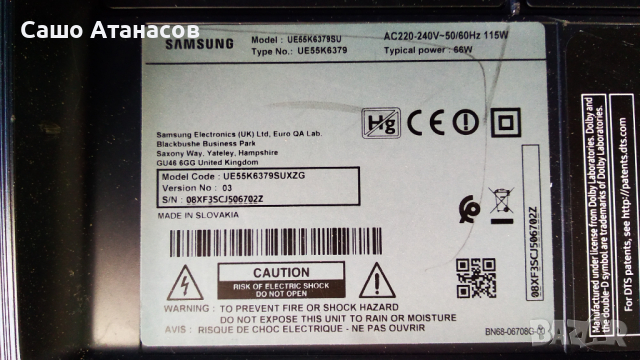 Сашо Атанасов
SAMSUNG
Model : UE55K6379SU
Type No.: UE55K6379
AC220-240V~50/60Hz 115W
Typical power : 66W
Hg
CE
Samsung Electronics (UK) Ltd, Euro QA Lab.
Blackbushe Business Park
Saxony Way, Yateley, Hampshire
GU46 6GG United Kingdom
Model Code : UE55K6379SUXZG
Version No : 03
S/N : 08XF3SCJ506702Z
MADE IN SLOVAKIA
CAUTION
RISK OF ELECTRIC SHOCK
DO NOT OPEN
WARNING : TO PREVENT FIRE OR SHOCK HAZARD
DO NOT EXPOSE TO RAIN OR MOISTURE
AVIS : RISQUE DE CHOC ELECTRIQUE - NE PAS OUVRIR
08XF3SCJ506702Z
BN68-06708G-00
Manufactured under license from Dolby Laboratories. Dolby and
the double-D symbol are trademarks of Dolby Laboratories.
For DTS patents, see http://patents.dts.com.
BAZAR